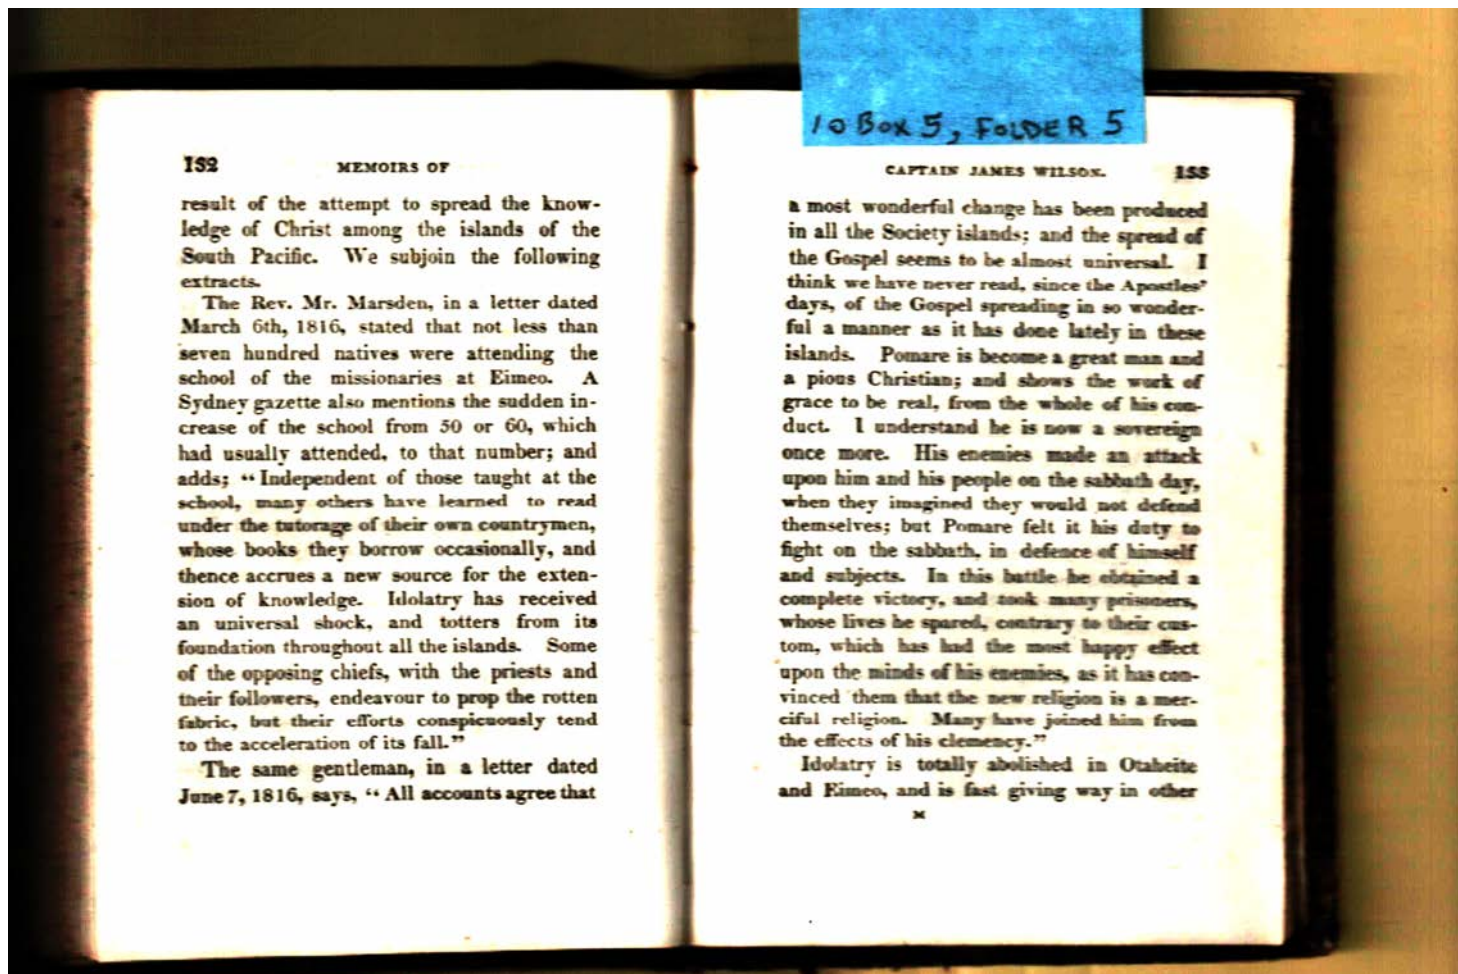 10 BOX 5, FOLDER 5
132
MEMOIRS OF
result of the attempt to spread the know-
ledge of Christ among the islands of the
South Pacific. We subjoin the following
extracts.
The Rev. Mr. Marsden, in a letter dated
March 6th, 1816, stated that not less than
seven hundred natives were attending the
school of the missionaries at Eimeo. A
Sydney gazette also mentions the sudden in-
crease of the school from 50 or 60, which
had usually attended, to that number; and
adds; “Independent of those taught at the
school, many others have learned to read
under the tutorage of their own countrymen,
whose books they borrow occasionally, and
thence accrues a new source for the exten-
sion of knowledge. Idolatry has received
an universal shock, and totters from its
foundation throughout all the islands. Some
of the opposing chiefs, with the priests and
their followers, endeavour to prop the rotten
fabric, but their efforts conspicuously tend
to the acceleration of its fall.”
The same gentleman, in a letter dated
June 7, 1816, says, “All accounts agree that
CAPTAIN JAMES WILSON.
133
a most wonderful change has been produced
in all the Society islands; and the spread of
the Gospel seems to be almost universal. I
think we have never read, since the Apostles’
days, of the Gospel spreading in so wonder-
ful a manner as it has done lately in these
islands. Pomare is become a great man and
a pious Christian; and shows the work of
grace to be real, from the whole of his con-
duct. I understand he is now a sovereign
once more. His enemies made an attack
upon him and his people on the sabbath day,
when they imagined they would not defend
themselves; but Pomare felt it his duty to
fight on the sabbath, in defence of himself
and subjects. In this battle he obtained a
complete victory, and took many prisoners,
whose lives he spared, contrary to their cus-
tom, which has had the most happy effect
upon the minds of his enemies, as it has con-
vinced them that the new religion is a mer-
ciful religion. Many have joined him from
the effects of his clemency.”
Idolatry is totally abolished in Otaheite
and Eimeo, and is fast giving way in other
M